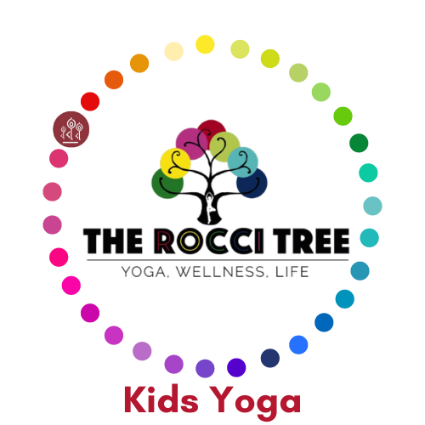 THE ROCCI TREE
YOGA, WELLNESS, LIFE
Kids Yoga